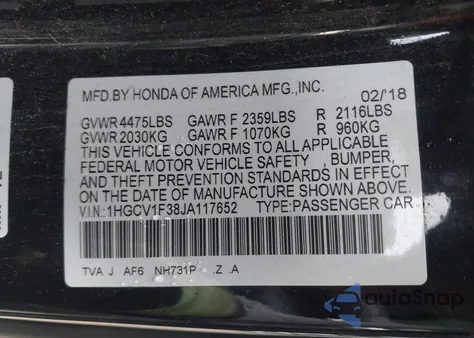 MFD.BY HONDA OF AMERICA MFG.,INC. 02/'18
GVWR 4475LBS GAWR F 2359LBS R 2116LBS
GVWR 2030KG GAWR F 1070KG R 960KG
THIS VEHICLE CONFORMS TO ALL APPLICABLE
FEDERAL MOTOR VEHICLE SAFETY , BUMPER,
AND THEFT PREVENTION STANDARDS IN EFFECT
ON THE DATE OF MANUFACTURE SHOWN ABOVE.
V.I.N.:1HGCV1F38JA117652 TYPE:PASSENGER CAR
TVA J AF6 NH731P .Z .A
autoSnap